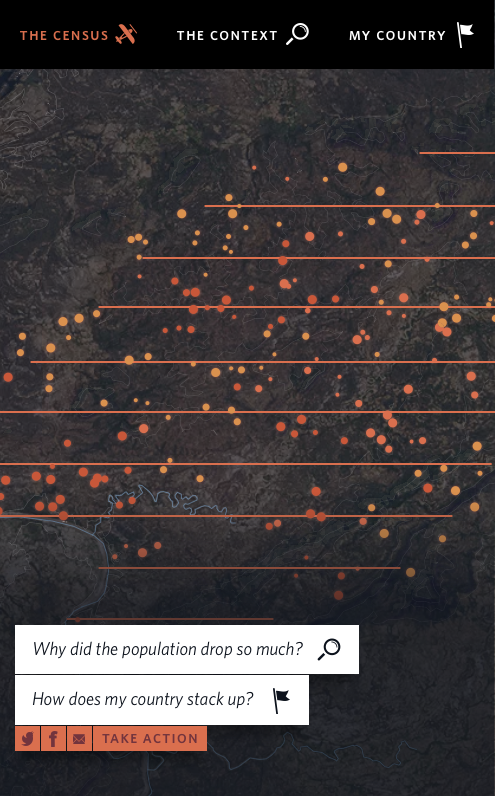 THE CENSUS
THE CONTEXT
MY COUNTRY
Why did the population drop so much?
How does my country stack up?
TAKE ACTION